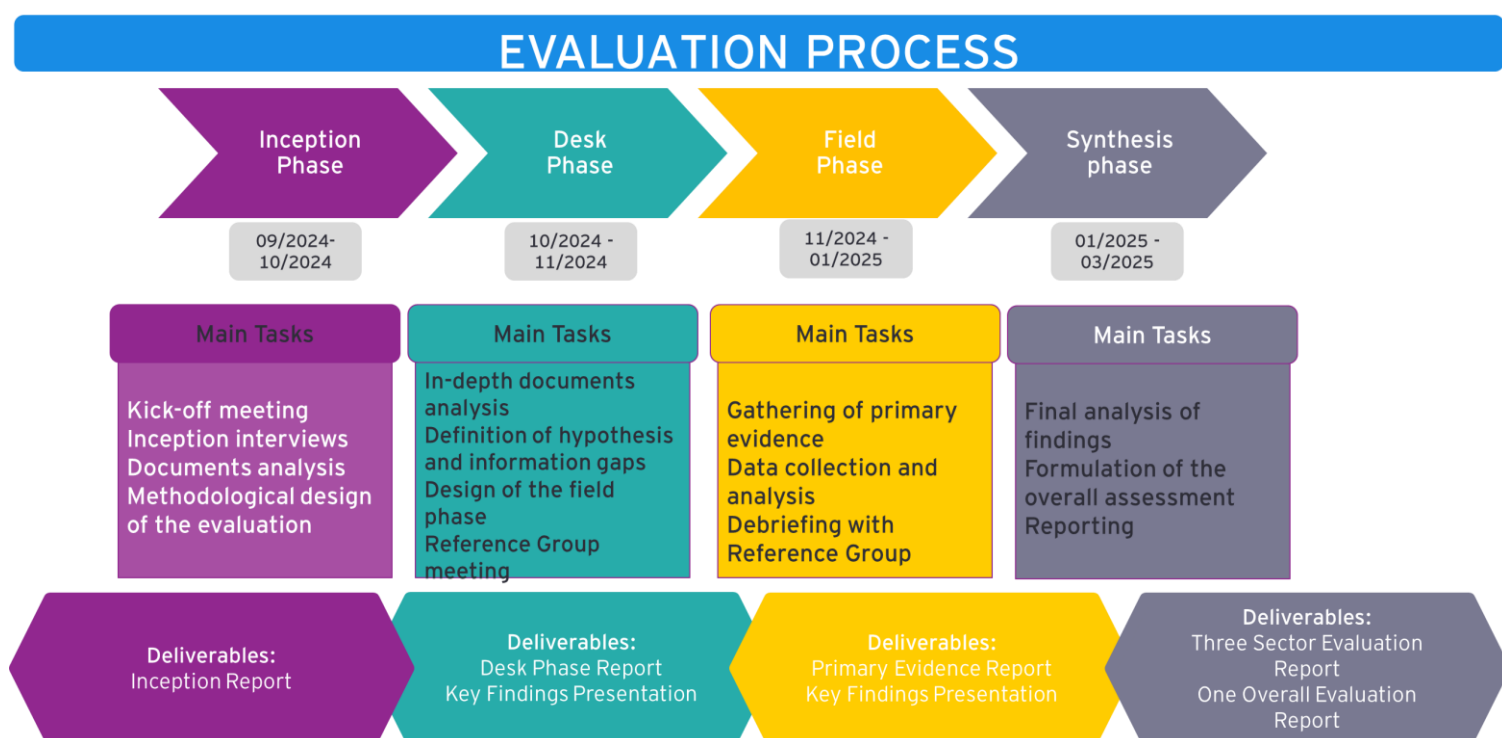 EVALUATION PROCESS
Inception
Phase
Desk
Phase
Field
Phase
Synthesis
phase
09/2024-
10/2024
10/2024 -
11/2024
11/2024 -
01/2025
01/2025 -
03/2025
Main Tasks
Kick-off meeting
Inception interviews
Documents analysis
Methodological design
of the evaluation
Main Tasks
In-depth documents
analysis
Definition of hypothesis
and information gaps
Design of the field
phase
Reference Group
meeting
Main Tasks
Gathering of primary
evidence
Data collection and
analysis
Debriefing with
Reference Group
Main Tasks
Final analysis of
findings
Formulation of the
overall assessment
Reporting
Deliverables:
Inception Report
Deliverables:
Desk Phase Report
Key Findings Presentation
Deliverables:
Primary Evidence Report
Key Findings Presentation
Deliverables:
Three Sector Evaluation
Report
One Overall Evaluation
Report